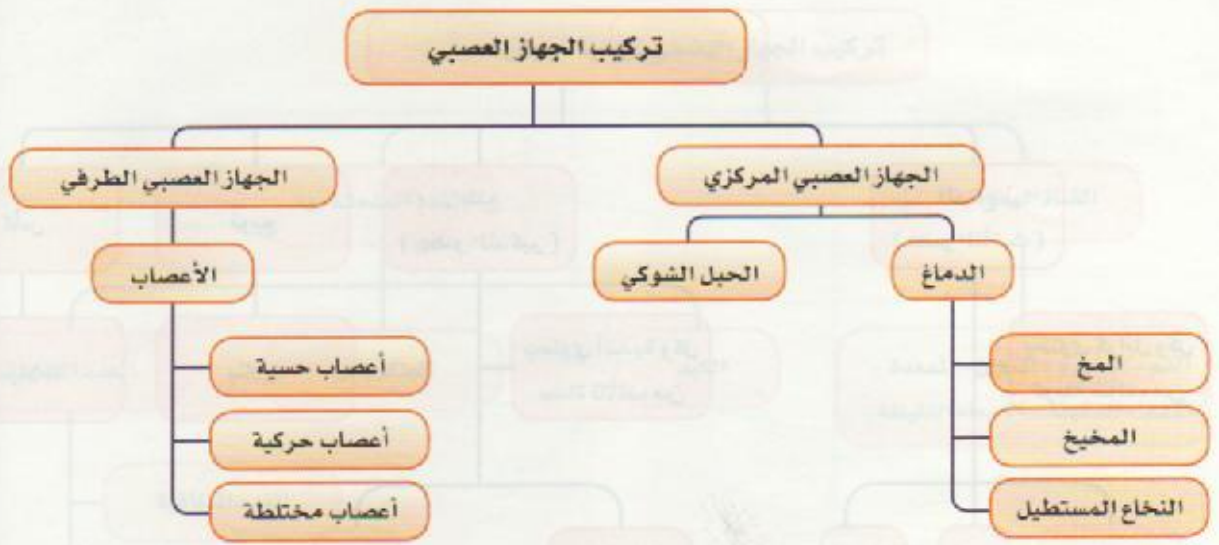 تركيب الجهاز العصبي
الجهاز العصبي المركزي
الجهاز العصبي الطرفي
الدماغ
الحبل الشوكي
الأعصاب
المخ
المخيخ
النخاع المستطيل
أعصاب حسية
أعصاب حركية
أعصاب مختلطة